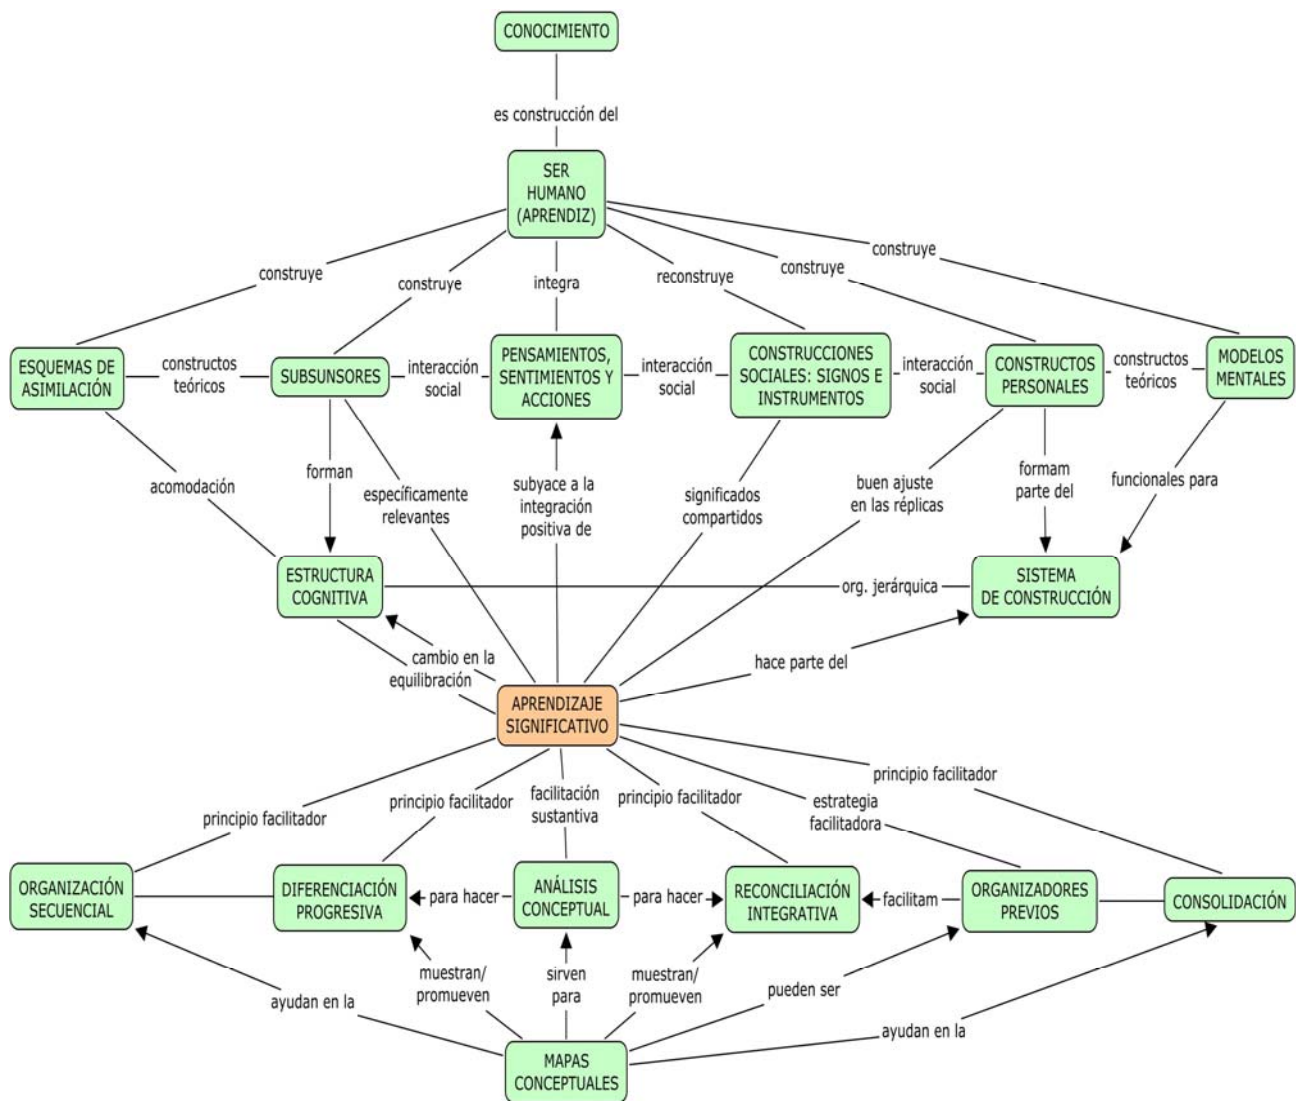 CONOCIMIENTO
es construcción del
SER
HUMANO
(APRENDIZ)
construye
construye
integra
reconstruye
construye
construye
ESQUEMAS DE
ASIMILACIÓN
constructos
teóricos
SUBSUNSORES
interacción
social
PENSAMIENTOS,
SENTIMIENTOS Y
ACCIONES
interacción
social
CONSTRUCCIONES
SOCIALES: SIGNOS E
INSTRUMENTOS
interacción
social
CONSTRUCTOS
PERSONALES
constructos
teóricos
MODELOS
MENTALES
acomodación
forman
específicamente
relevantes
subyace a la
integración
positiva de
significados
compartidos
buen ajuste
en las réplicas
formam
parte del
funcionales para
ESTRUCTURA
COGNITIVA
org. jerárquica
SISTEMA
DE CONSTRUCCIÓN
cambio en la
equilibración
hace parte del
APRENDIZAJE
SIGNIFICATIVO
principio facilitador
principio facilitador
facilitación
sustantiva
principio facilitador
estrategia
facilitadora
principio facilitador
ORGANIZACIÓN
SECUENCIAL
DIFERENCIACIÓN
PROGRESIVA
para hacer
ANÁLISIS
CONCEPTUAL
para hacer
RECONCILIACIÓN
INTEGRATIVA
facilitam
ORGANIZADORES
PREVIOS
CONSOLIDACIÓN
ayudan en la
muestran/
promueven
sirven
para
muestran/
promueven
pueden ser
ayudan en la
MAPAS
CONCEPTUALES